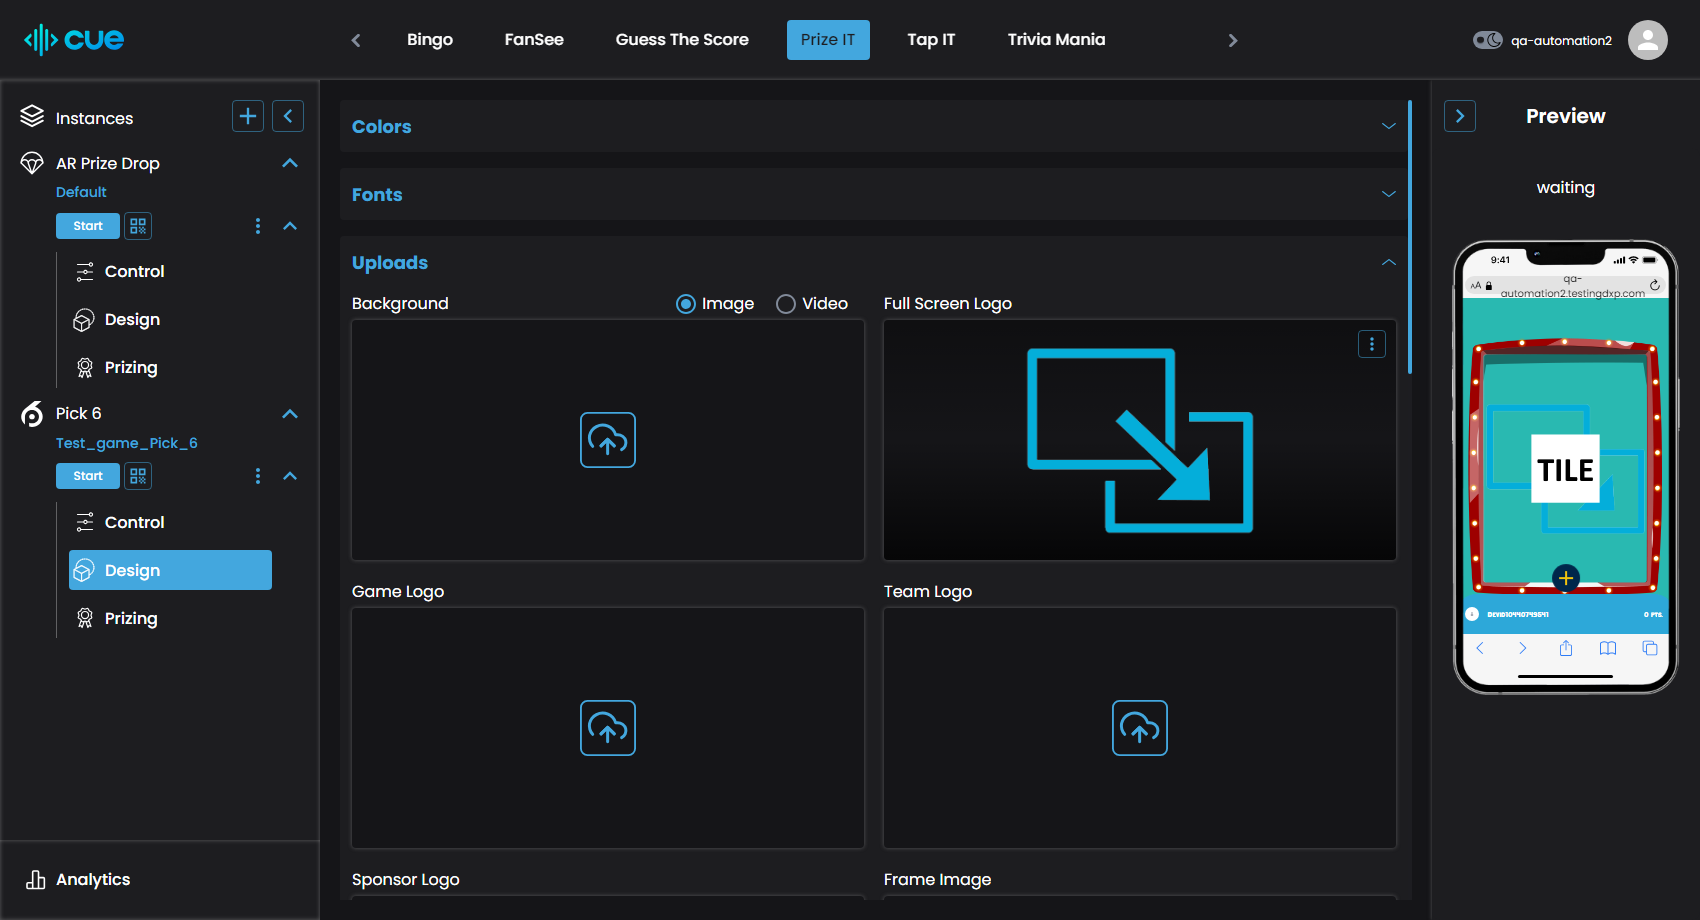 cue
Bingo
FanSee
Guess The Score
Prize IT
Tap IT
Trivia Mania
qa-automation2
Instances
AR Prize Drop
Default
Start
Control
Design
Prizing
Pick 6
Test_game_Pick_6
Start
Control
Design
Prizing
Analytics
Colors
Fonts
Uploads
Background
Image
Video
Full Screen Logo
Game Logo
Team Logo
Sponsor Logo
Frame Image
Preview
waiting
9:41
AA
qa-
automation2.testingdxp.com
TILE
0 PTS.